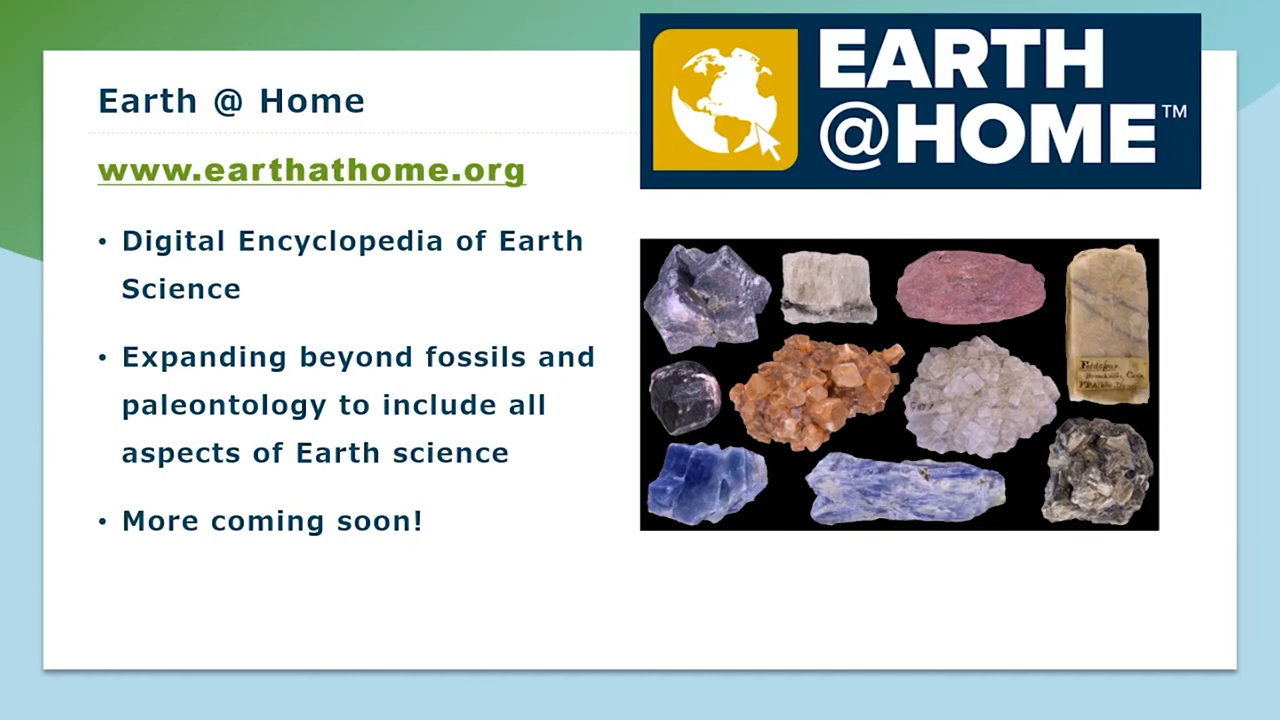 Earth @ Home
EARTH
@HOME™
www.earthathome.org
• Digital Encyclopedia of Earth
Science
• Expanding beyond fossils and
paleontology to include all
aspects of Earth science
• More coming soon!